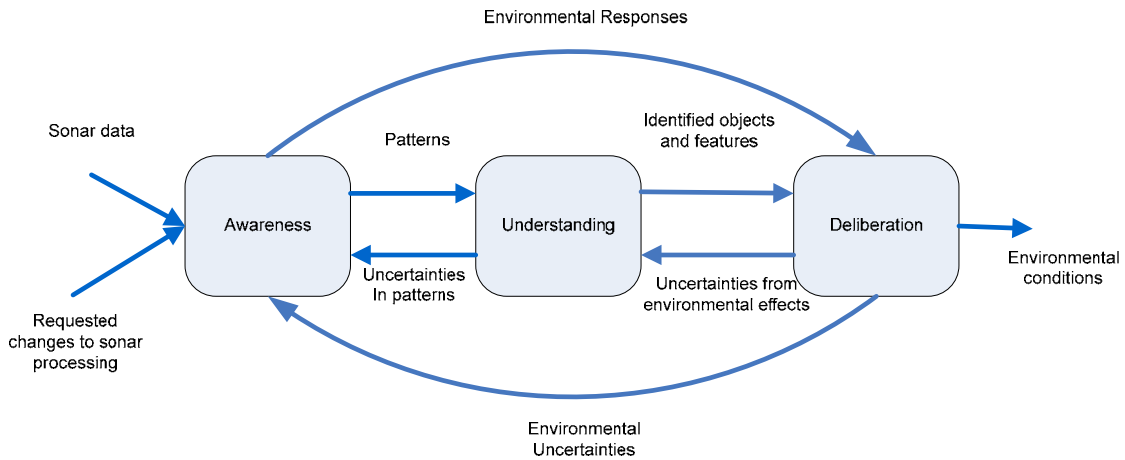 Environmental Responses
Sonar data
Patterns
Identified objects
and features
Awareness
Understanding
Deliberation
Environmental
conditions
Uncertainties
In patterns
Uncertainties from
environmental effects
Requested
changes to sonar
processing
Environmental
Uncertainties